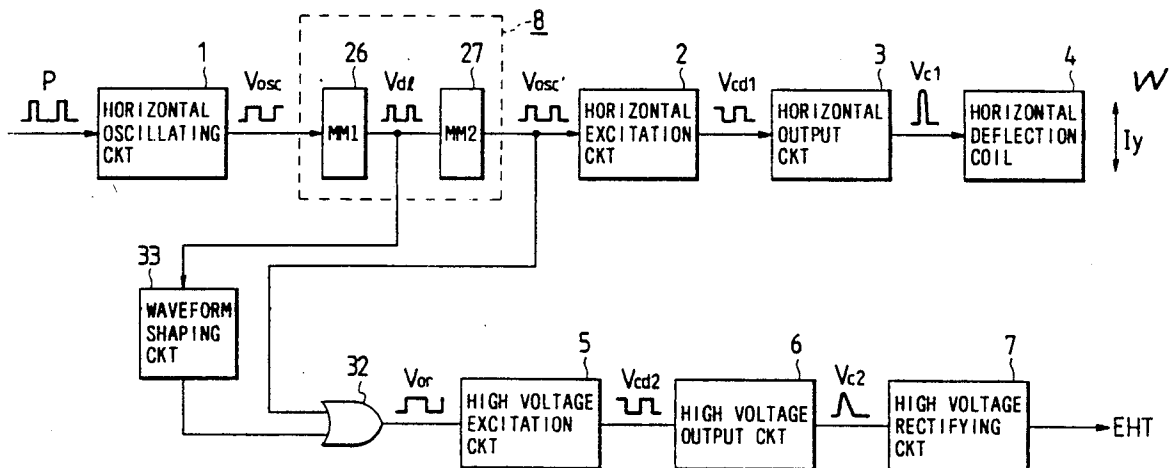 8
P
1
Vosc
26
Vdℓ
27
Vosc'
2
Vcd1
3
Vc1
4
HORIZONTAL
OSCILLATING
CKT
MM1
MM2
HORIZONTAL
EXCITATION
CKT
HORIZONTAL
OUTPUT
CKT
HORIZONTAL
DEFLECTION
COIL
Iy
33
WAVEFORM
SHAPING
CKT
32
Vor
5
HIGH VOLTAGE
EXCITATION
CKT
Vcd2
6
HIGH VOLTAGE
OUTPUT CKT
Vc2
7
HIGH VOLTAGE
RECTIFYING
CKT
EHT